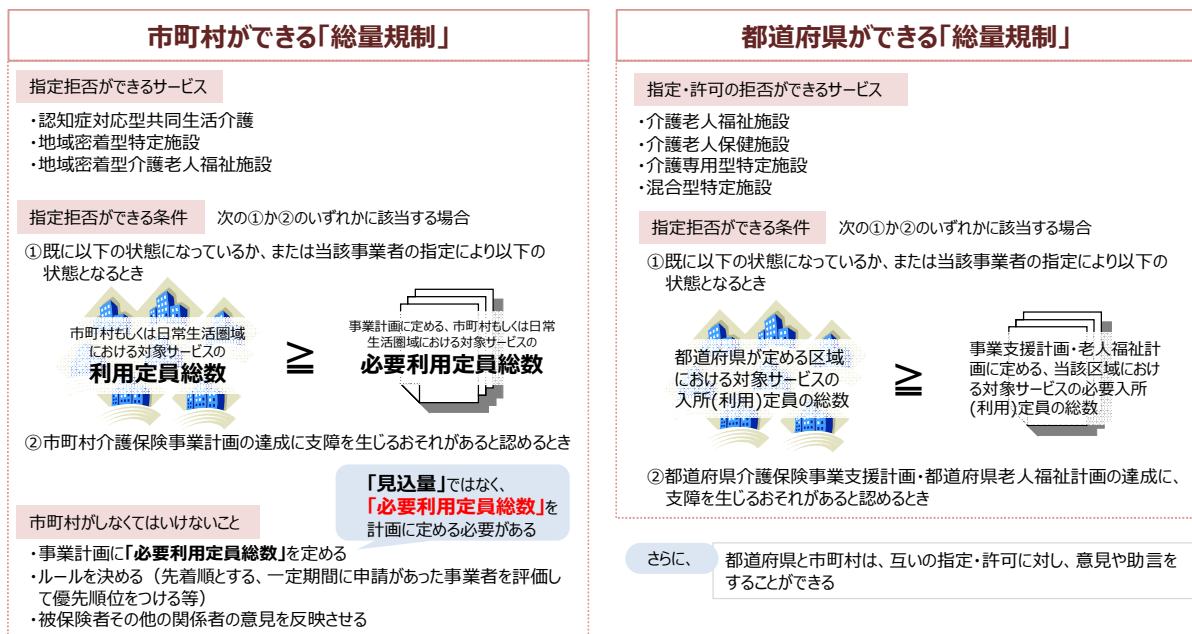 市町村ができる「総量規制」
指定拒否ができるサービス
・認知症対応型共同生活介護
・地域密着型特定施設
・地域密着型介護老人福祉施設
指定拒否ができる条件 次の①か②のいずれかに該当する場合
①既に以下の状態になっているか、または当該事業者の指定により以下の
状態となるとき
市町村もしくは日常生活圏域
における対象サービスの
利用定員総数
≧
事業計画に定める、市町村もしくは日常
生活圏域における対象サービスの
必要利用定員総数
②市町村介護保険事業計画の達成に支障を生じるおそれがあると認めるとき
「見込量」ではなく、
「必要利用定員総数」を
計画に定める必要がある
市町村がしなくてはいけないこと
・事業計画に「必要利用定員総数」を定める
・ルールを決める（先着順とする、一定期間に申請があった事業者を評価し
て優先順位をつける等）
・被保険者その他の関係者の意見を反映させる
都道府県ができる「総量規制」
指定・許可の拒否ができるサービス
・介護老人福祉施設
・介護老人保健施設
・介護専用型特定施設
・混合型特定施設
指定拒否ができる条件 次の①か②のいずれかに該当する場合
①既に以下の状態になっているか、または当該事業者の指定により以下の
状態となるとき
都道府県が定める区域
における対象サービスの
入所(利用)定員の総数
≧
事業支援計画・老人福祉計
画に定める、当該区域におけ
る対象サービスの必要入所
(利用)定員の総数
②都道府県介護保険事業支援計画・都道府県老人福祉計画の達成に、
支障を生じるおそれがあると認めるとき
さらに、
都道府県と市町村は、互いの指定・許可に対し、意見や助言を
することができる